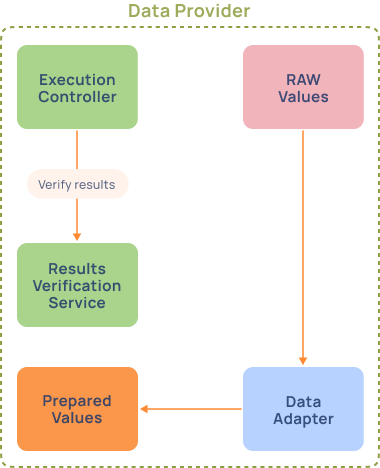 Data Provider
Execution
Controller
RAW
Values
Verify results
Results
Verification
Service
Prepared
Values
Data
Adapter